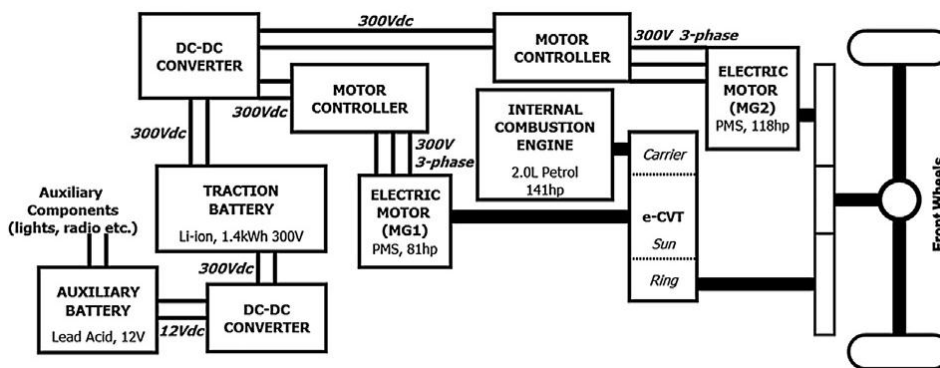 300Vdc
DC-DC
CONVERTER
MOTOR
CONTROLLER
300V 3-phase
ELECTRIC
MOTOR
(MG2)
PMS, 118hp
MOTOR
CONTROLLER
300Vdc
300Vdc
300V
3-phase
INTERNAL
COMBUSTION
ENGINE
2.0L Petrol
141hp
Carrier
e-CVT
Sun
Ring
TRACTION
BATTERY
Li-ion, 1.4kWh 300V
ELECTRIC
MOTOR
(MG1)
PMS, 81hp
Auxiliary
Components
(lights, radio etc.)
300Vdc
AUXILIARY
BATTERY
Lead Acid, 12V
12Vdc
DC-DC
CONVERTER
Front Wheels